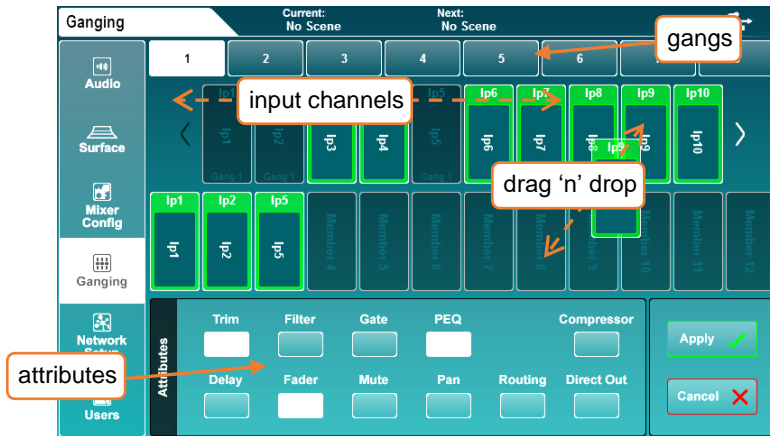 Ganging
Current:
No Scene
Next:
No Scene
gangs
Audio
1 2 3 4 5 6
Ip5 Ip6 Ip7 Ip8 Ip9 Ip10
input channels
Ip1 Ip2 Ip3 Ip4 Ip5 Ip6 Ip7 Ip8 Ip9 Ip10
Surface
Gang 1 Gang 1 Gang 1
drag ‘n’ drop
Mixer
Config
Ip1 Ip2 Ip5
Ip1 Ip2 Ip5 Member 4 Member 5 Member 6 Member 7 Member 8 Member 9 Member 10 Member 11 Member 12
Ganging
Attributes
Trim Filter Gate PEQ Compressor
Network
Apply
attributes
Delay Fader Mute Pan Routing Direct Out
Cancel
Users